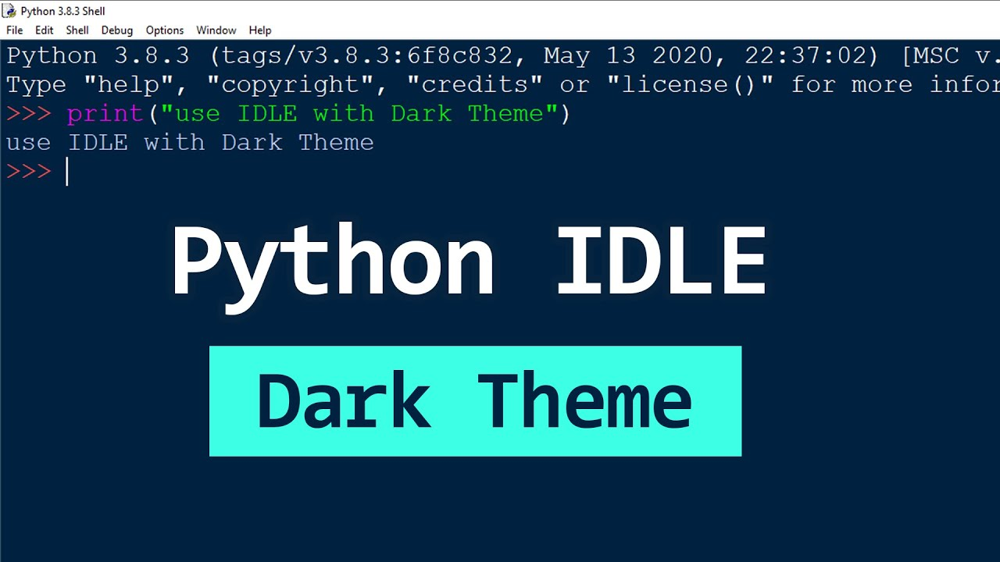 Python 3.8.3 Shell
File Edit Shell Debug Options Window Help
Python 3.8.3 (tags/v3.8.3:6f8c832, May 13 2020, 22:37:02) [MSC v.
Type "help", "copyright", "credits" or "license()" for more infor
>>> print("use IDLE with Dark Theme")
use IDLE with Dark Theme
>>>
Python IDLE
Dark Theme